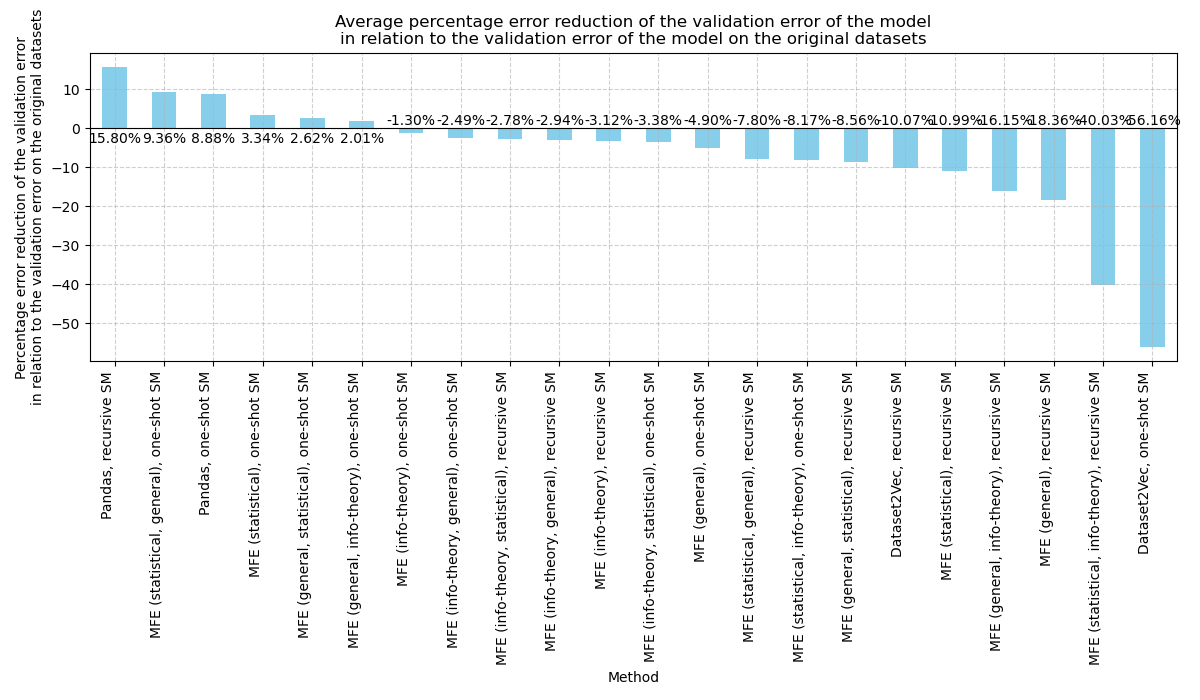 Average percentage error reduction of the validation error of the model
in relation to the validation error of the model on the original datasets
Percentage error reduction of the validation error
in relation to the validation error on the original datasets
10
0
−10
−20
−30
−40
−50
15.80%
9.36%
8.88%
3.34%
2.62%
2.01%
-1.30%
-2.49%
-2.78%
-2.94%
-3.12%
-3.38%
-4.90%
-7.80%
-8.17%
-8.56%
-10.07%
-10.99%
-16.15%
-18.36%
-40.03%
-56.16%
Pandas, recursive SM
MFE (statistical, general), one-shot SM
Pandas, one-shot SM
MFE (statistical), one-shot SM
MFE (general, statistical), one-shot SM
MFE (general, info-theory), one-shot SM
MFE (info-theory), one-shot SM
MFE (info-theory, general), one-shot SM
MFE (info-theory, statistical), recursive SM
MFE (info-theory, general), recursive SM
MFE (info-theory), recursive SM
MFE (info-theory, statistical), one-shot SM
MFE (general), one-shot SM
MFE (statistical, general), recursive SM
MFE (statistical, info-theory), one-shot SM
MFE (general, statistical), recursive SM
Dataset2Vec, recursive SM
MFE (statistical), recursive SM
MFE (general, info-theory), recursive SM
MFE (general), recursive SM
MFE (statistical, info-theory), recursive SM
Dataset2Vec, one-shot SM
Method